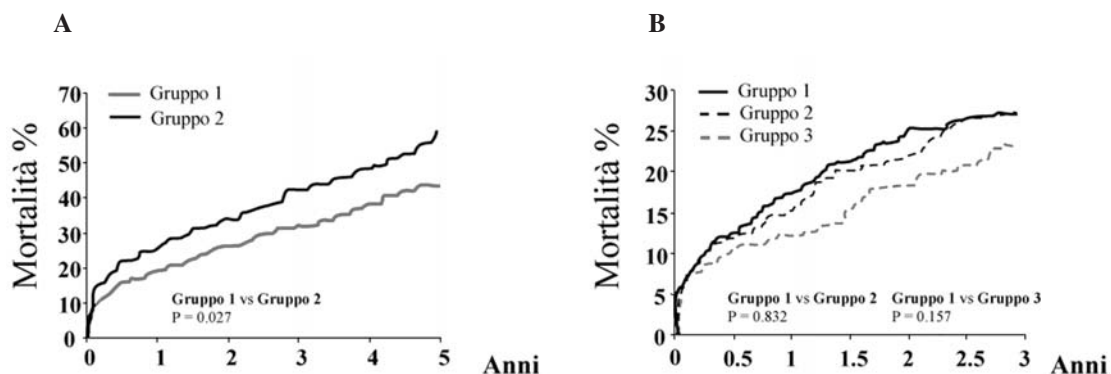 A
Mortalità %
70
60
50
40
30
20
10
0
Gruppo 1
Gruppo 2
Gruppo 1 vs Gruppo 2
P = 0.027
0 1 2 3 4 5 Anni
B
Mortalità %
30
25
20
15
10
5
0
Gruppo 1
Gruppo 2
Gruppo 3
Gruppo 1 vs Gruppo 2
P = 0.832
Gruppo 1 vs Gruppo 3
P = 0.157
0 0.5 1 1.5 2 2.5 3 Anni